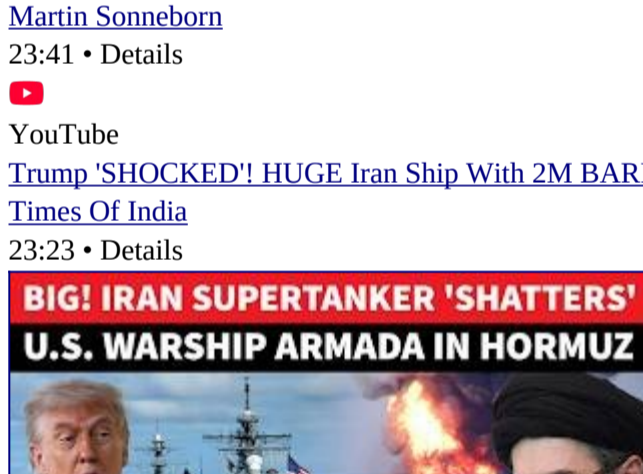 Martin Sonneborn
23:41 • Details
YouTube
Trump 'SHOCKED'! HUGE Iran Ship With 2M BAR
Times Of India
23:23 • Details
BIG! IRAN SUPERTANKER 'SHATTERS'
U.S. WARSHIP ARMADA IN HORMUZ